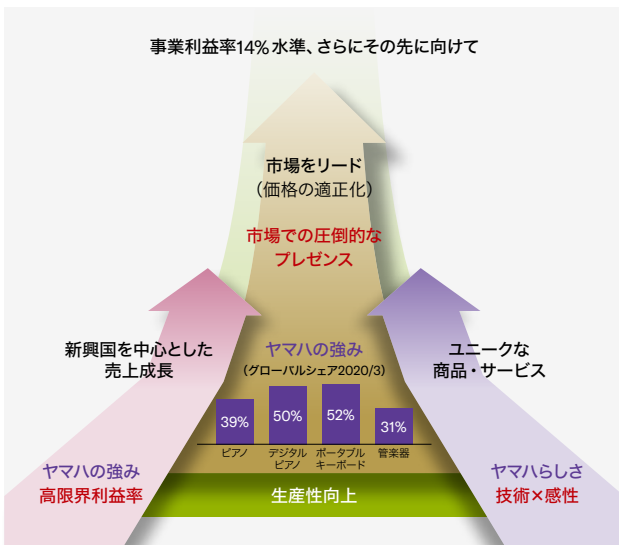 事業利益率14%水準、さらにその先に向けて
市場をリード
（価格の適正化）
市場での圧倒的な
プレゼンス
新興国を中心とした
売上成長
ヤマハの強み
（グローバルシェア2020/3）
ユニークな
商品・サービス
39%
50%
52%
31%
ピアノ
デジタル
ピアノ
ポータブル
キーボード
管楽器
ヤマハの強み
高限界利益率
生産性向上
ヤマハらしさ
技術×感性